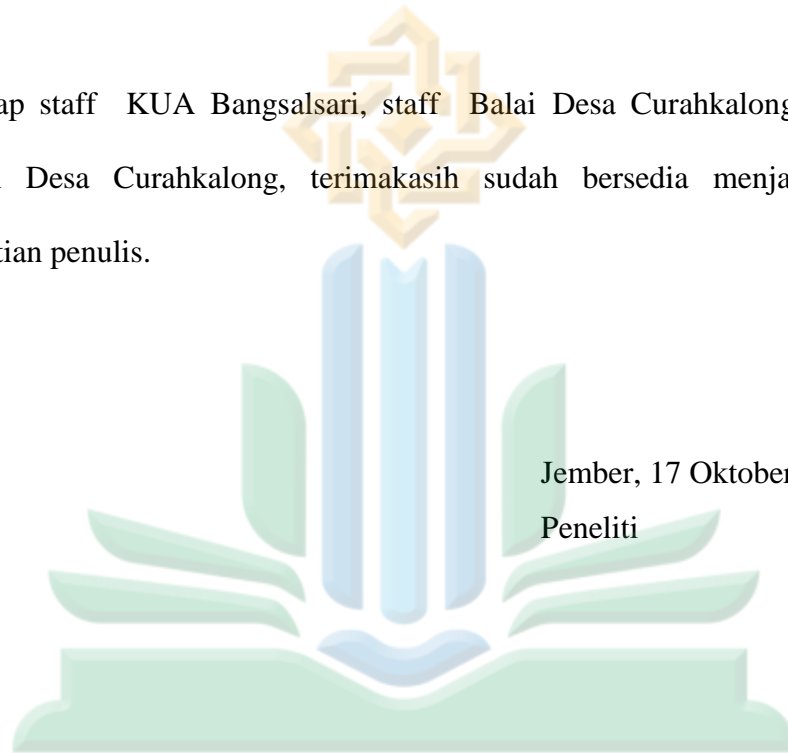 ap staff KUA Bangsalsari, staff Balai Desa Curahkalong
Desa Curahkalong, terimakasih sudah bersedia menja
tian penulis.
Jember, 17 Oktober
Peneliti